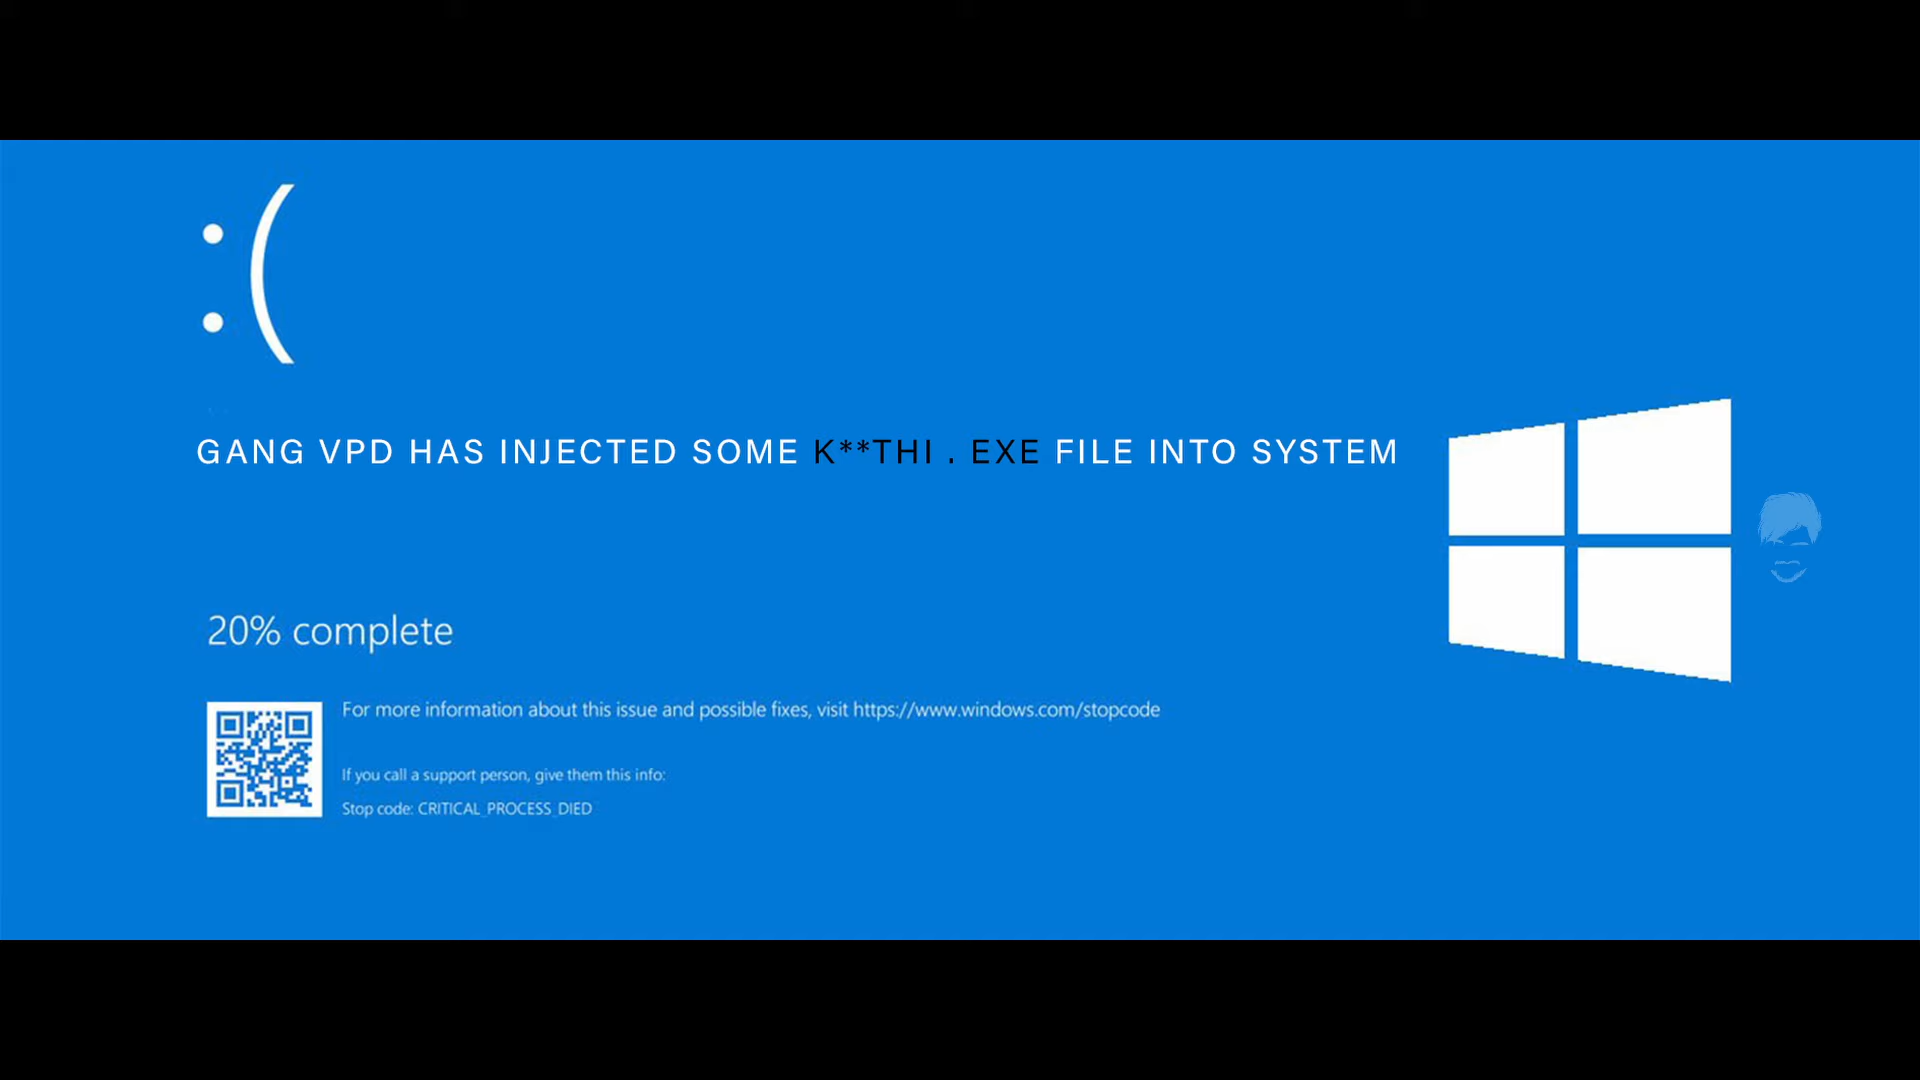 :(
GANG VPD HAS INJECTED SOME K**THI . EXE FILE INTO SYSTEM
20% complete
For more information about this issue and possible fixes, visit https://www.windows.com/stopcode
If you call a support person, give them this info:
Stop code: CRITICAL_PROCESS_DIED